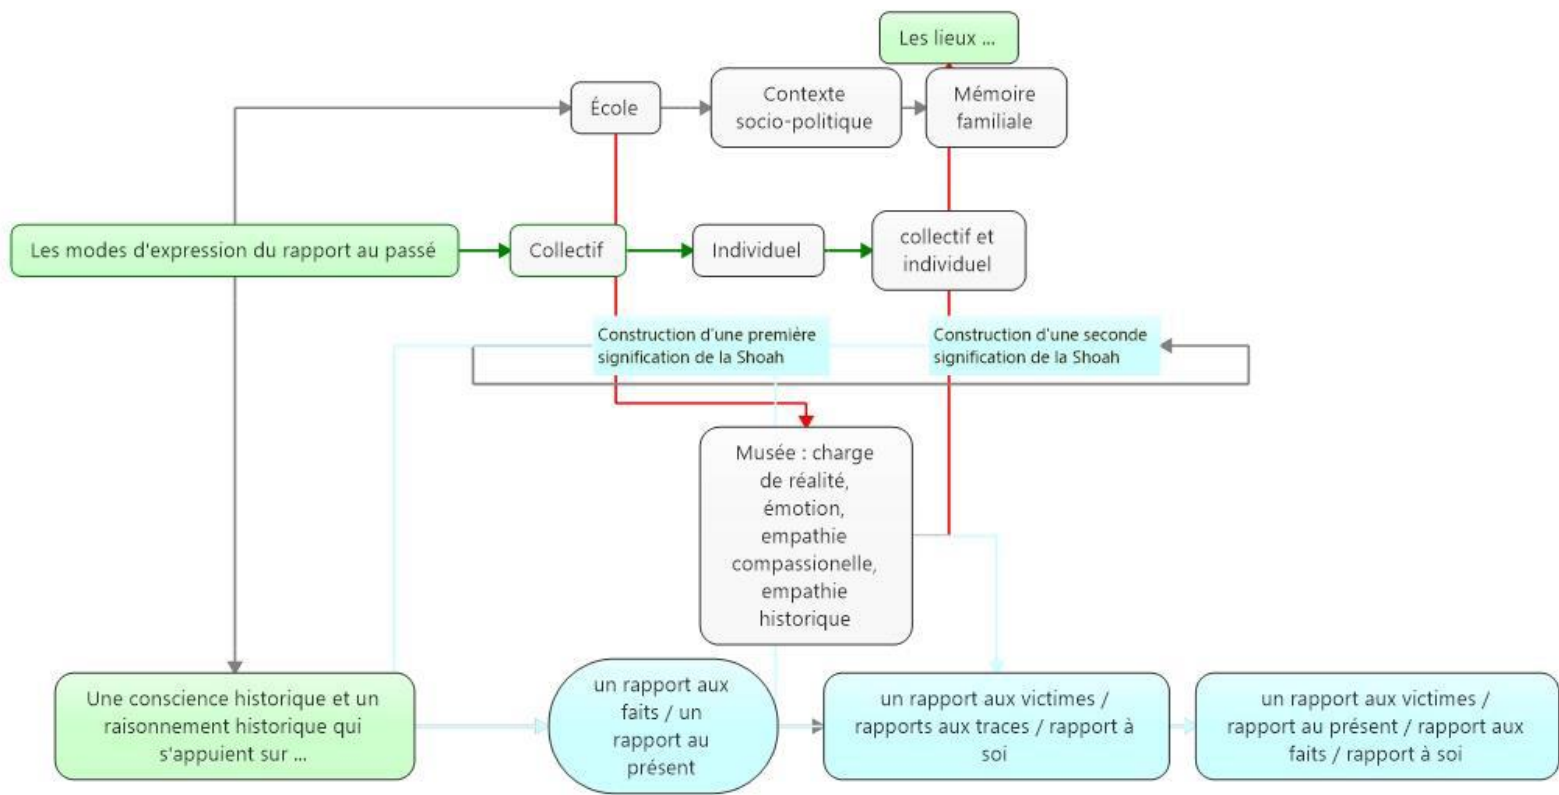 Les lieux ...
École
Contexte
socio-politique
Mémoire
familiale
Les modes d'expression du rapport au passé
Collectif
Individuel
collectif et
individuel
Construction d'une première
signification de la Shoah
Construction d'une seconde
signification de la Shoah
Musée : charge
de réalité,
émotion,
empathie
compassionelle,
empathie
historique
Une conscience historique et un
raisonnement historique qui
s'appuient sur ...
un rapport aux
faits / un
rapport au
présent
un rapport aux victimes /
rapports aux traces / rapport à
soi
un rapport aux victimes /
rapport au présent / rapport aux
faits / rapport à soi